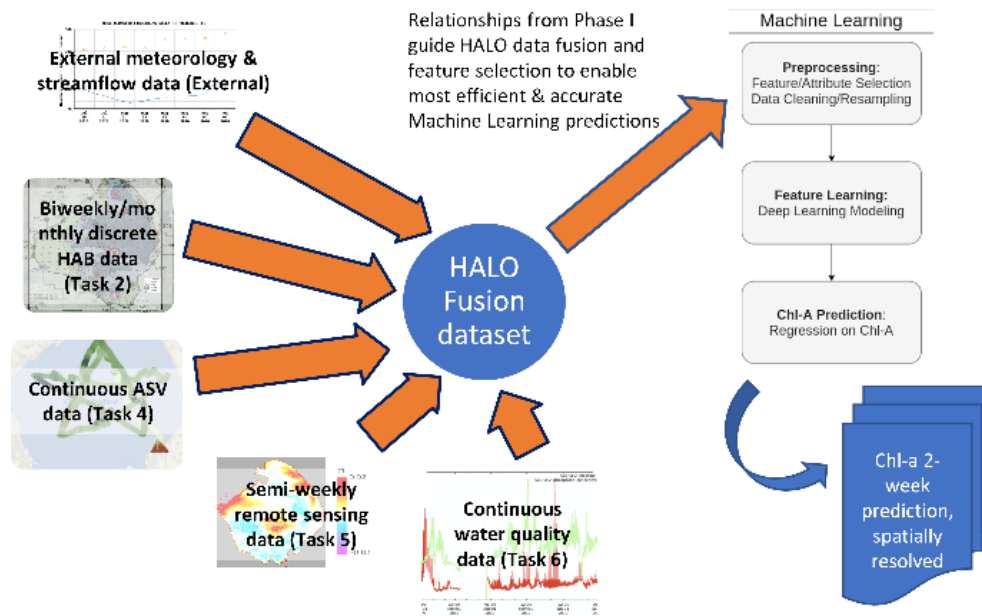 Relationships from Phase I
guide HALO data fusion and
feature selection to enable
most efficient & accurate
Machine Learning predictions
External meteorology &
streamflow data (External)
Biweekly/mo
nthly discrete
HAB data
(Task 2)
Continuous ASV
data (Task 4)
Semi-weekly
remote sensing
data (Task 5)
Continuous
water quality
data (Task 6)
HALO
Fusion
dataset
Machine Learning
Preprocessing:
Feature/Attribute Selection
Data Cleaning/Resampling
Feature Learning:
Deep Learning Modeling
Chl-A Prediction:
Regression on Chl-A
Chl-a 2-
week
prediction,
spatially
resolved